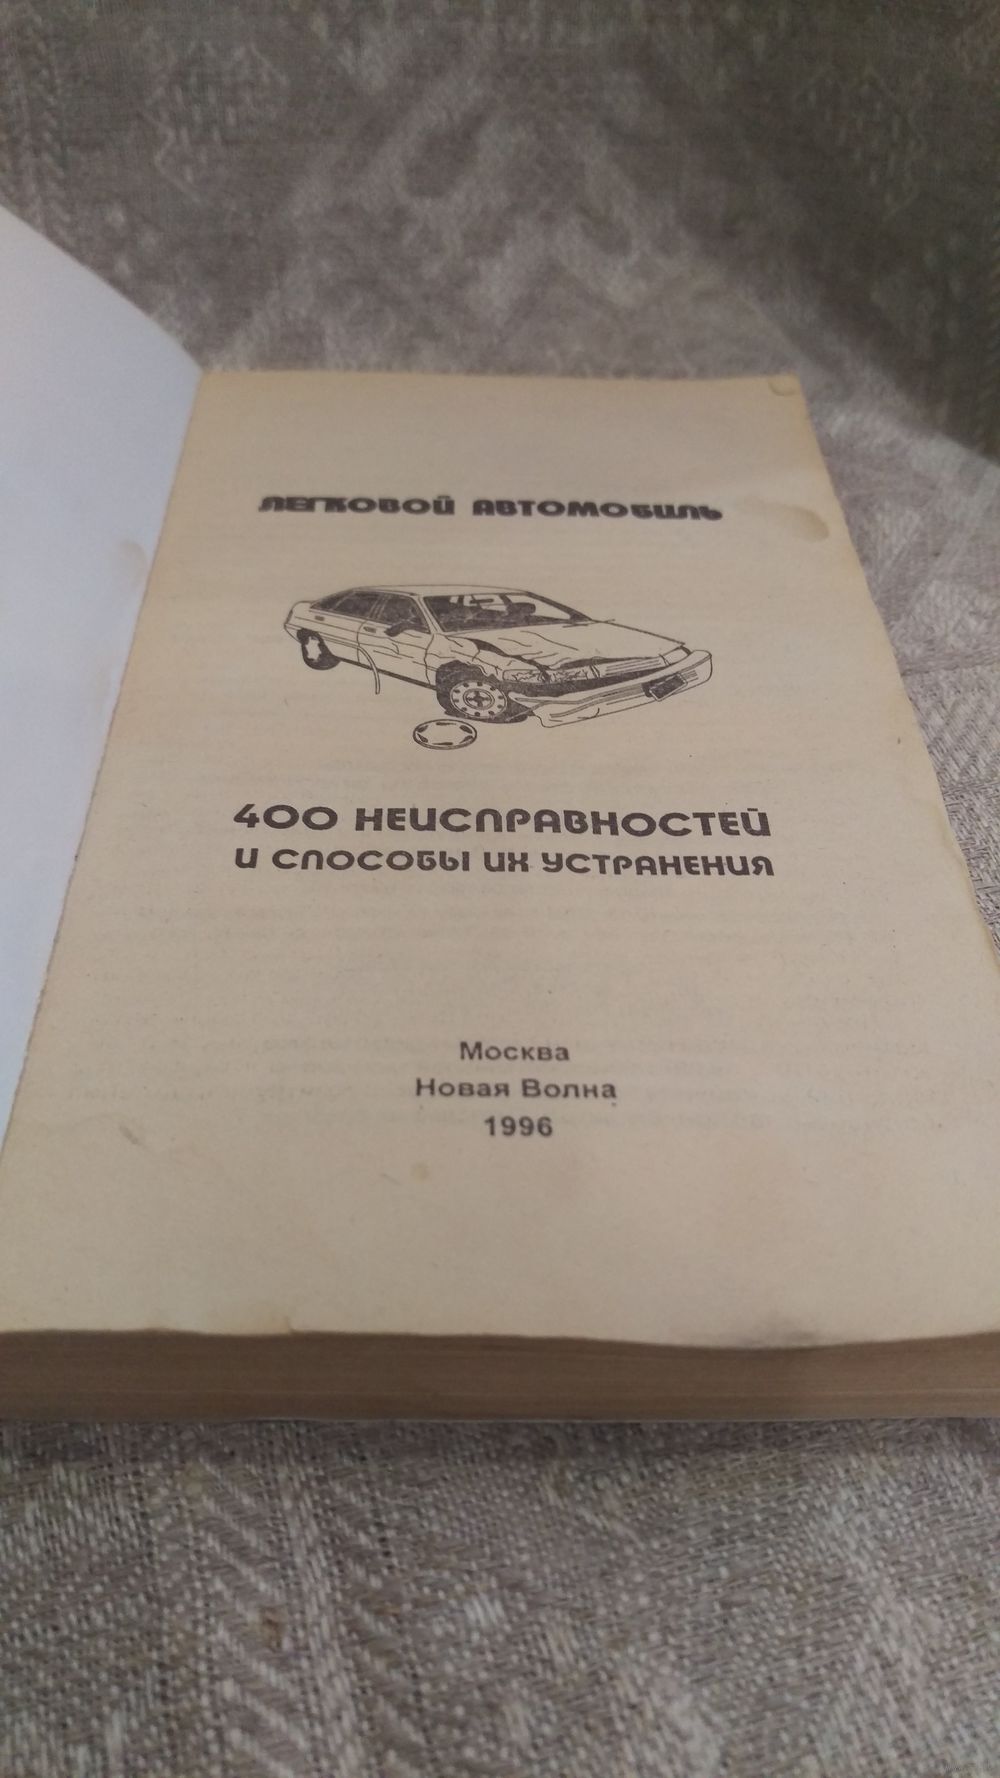 ЛЕГКОВОЙ АВТОМОБИЛЬ
400 НЕИСПРАВНОСТЕЙ
И СПОСОБЫ ИХ УСТРАНЕНИЯ
Москва
Новая Волна
1996